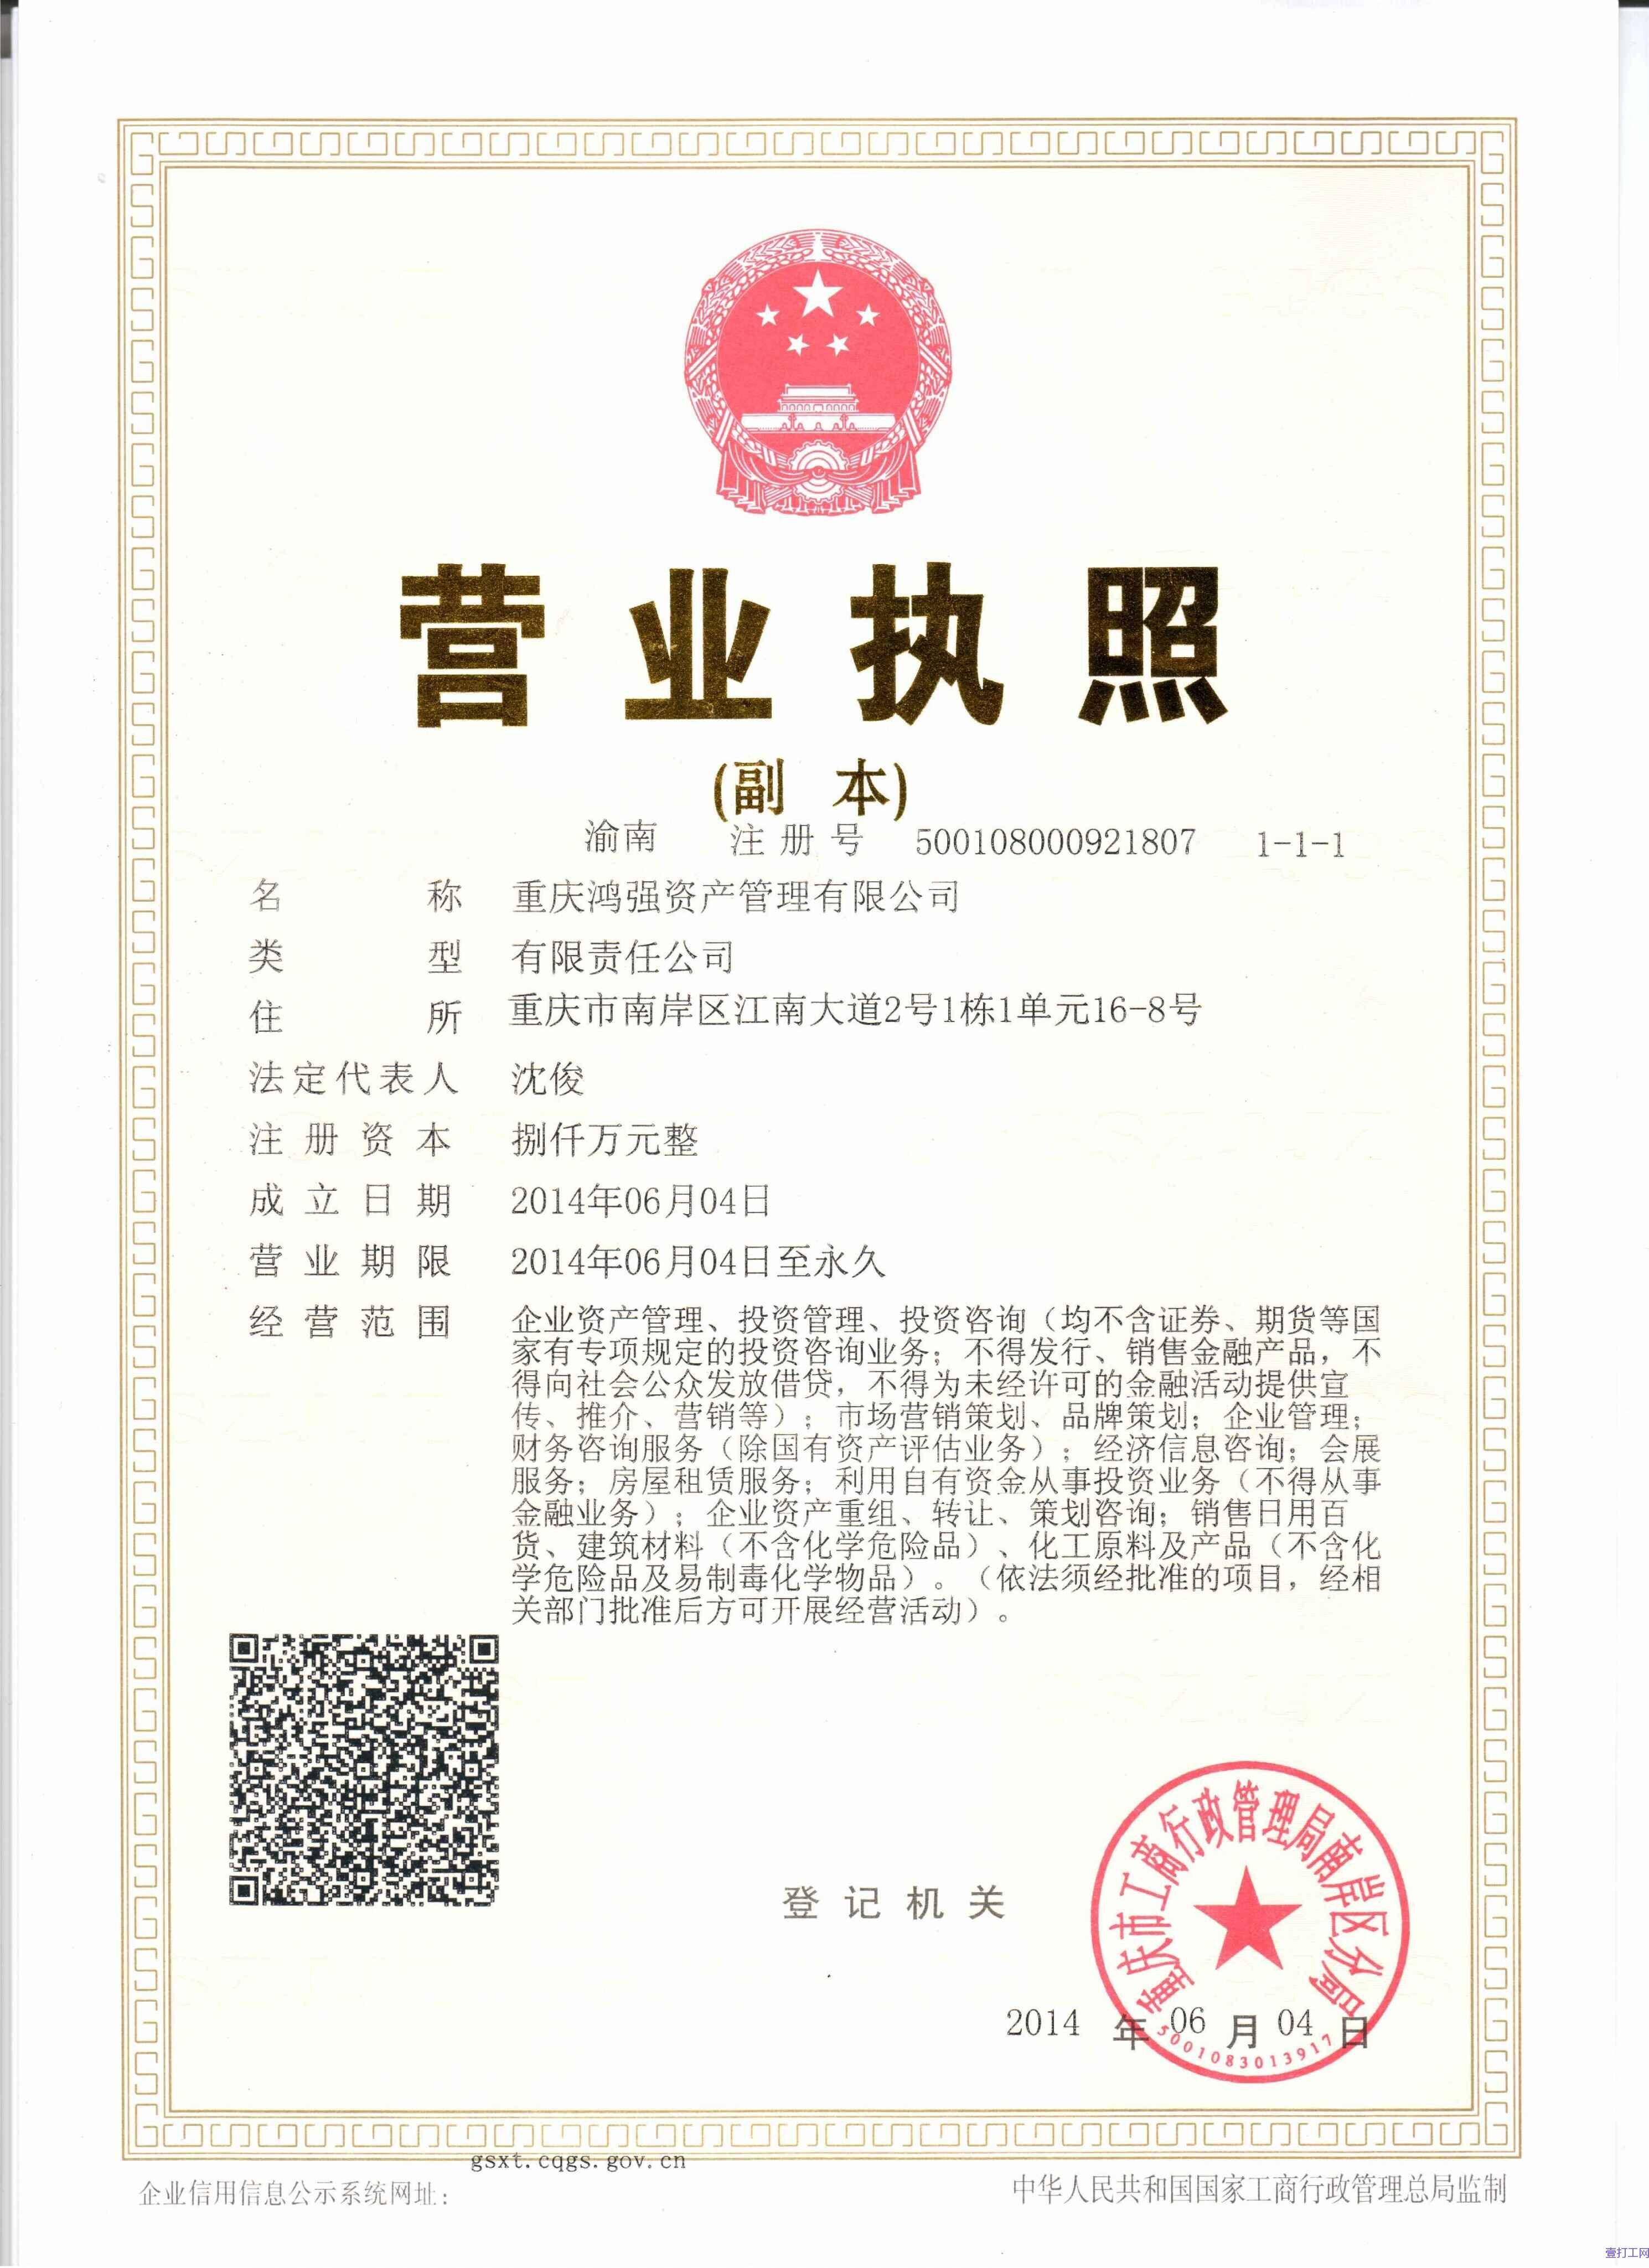 营业执照
(副 本)
渝南 注册号 500108000921807 1-1-1
名称 重庆鸿强资产管理有限公司
类型 有限责任公司
住所 重庆市南岸区江南大道2号1栋1单元16-8号
法定代表人 沈俊
注册资本 捌仟万元整
成立日期 2014年06月04日
营业期限 2014年06月04日至永久
经营范围 企业资产管理、投资管理、投资咨询（均不含证券、期货等国
家有专项规定的投资咨询业务；不得发行、销售金融产品，不
得向社会公众发放借贷，不得为未经许可的金融活动提供宣
传、推介、营销等）；市场营销策划、品牌策划；企业管理；
财务咨询服务（除国有资产评估业务）；经济信息咨询；会展
服务；房屋租赁服务；利用自有资金从事投资业务（不得从事
金融业务）；企业资产重组、转让、策划咨询；销售日用百
货、建筑材料（不含化学危险品）、化工原料及产品（不含化
学危险品及易制毒化学物品）。（依法须经批准的项目，经相
关部门批准后方可开展经营活动）。
登记机关
重庆市工商行政管理局南岸区分局
5001083013917
2014 年 06 月 04 日
gsxt.cqgs.gov.cn
企业信用信息公示系统网址：
中华人民共和国国家工商行政管理总局监制
壹打工网